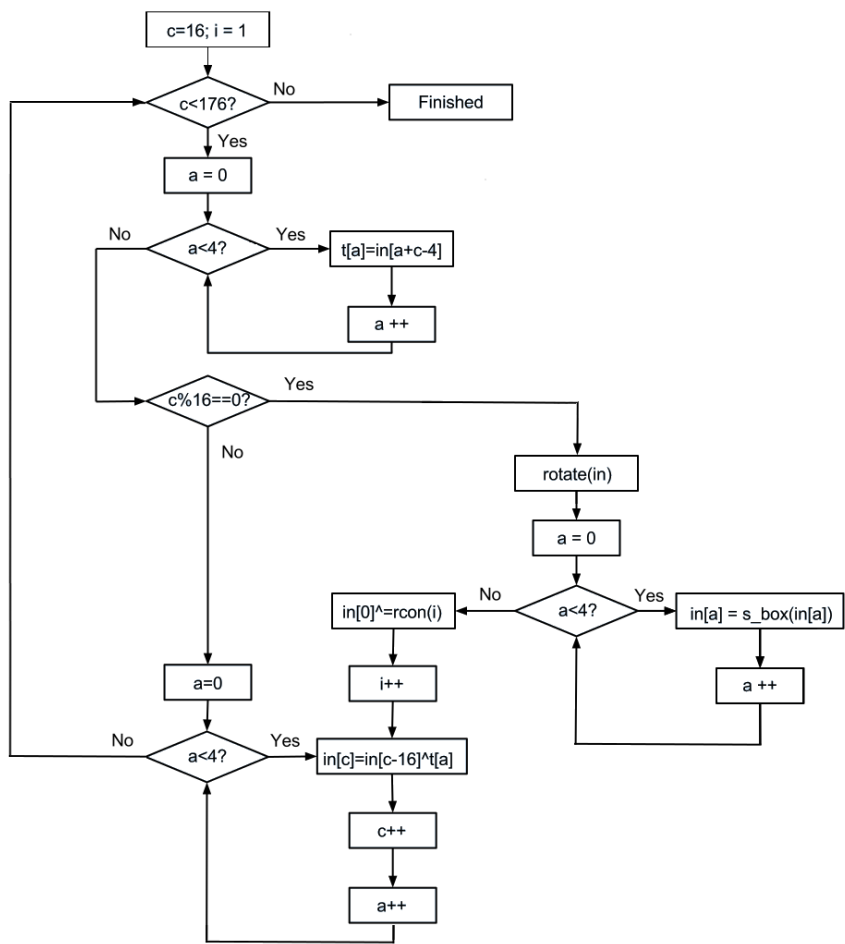 c=16; i = 1
c<176?
No
Finished
Yes
a = 0
No
a<4?
Yes
t[a]=in[a+c-4]
a ++
c%16==0?
Yes
No
rotate(in)
a = 0
in[0]^=rcon(i)
No
a<4?
Yes
in[a] = s_box(in[a])
a=0
i++
a ++
No
a<4?
Yes
in[c]=in[c-16]^t[a]
c++
a++